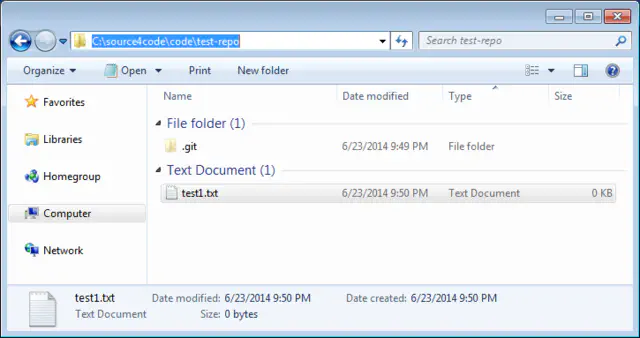 C:\source4code\code\test-repo
Search test-repo
Organize Open Print New folder
Favorites
Libraries
Homegroup
Computer
Network
Name Date modified Type Size
File folder (1)
.git 6/23/2014 9:49 PM File folder
Text Document (1)
test1.txt 6/23/2014 9:50 PM Text Document 0 KB
test1.txt Date modified: 6/23/2014 9:50 PM Date created: 6/23/2014 9:50 PM
Text Document Size: 0 bytes